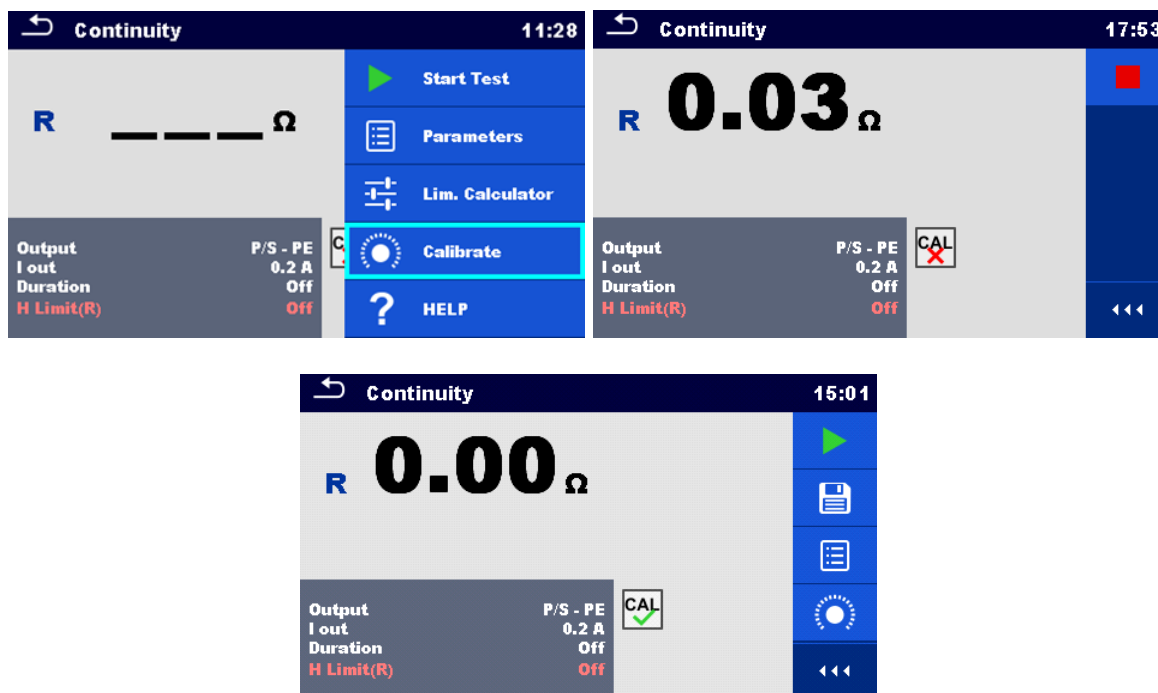 Continuity 11:28
R ___ Ω
Start Test
Parameters
Lim. Calculator
Calibrate
HELP
Output P/S - PE
I out 0.2 A
Duration Off
H Limit(R) Off
C
Continuity 17:53
R 0.03 Ω
Output P/S - PE
I out 0.2 A
Duration Off
H Limit(R) Off
CAL
Continuity 15:01
R 0.00 Ω
Output P/S - PE
I out 0.2 A
Duration Off
H Limit(R) Off
CAL